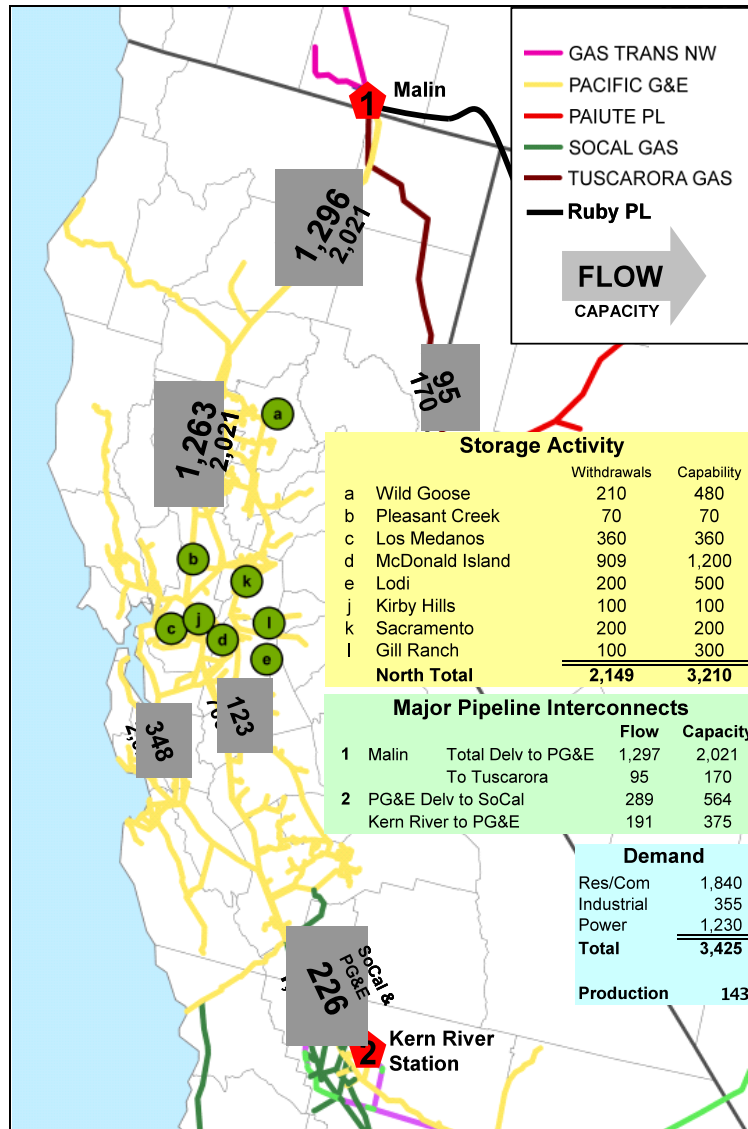 GAS TRANS NW
PACIFIC G&E
PAIUTE PL
SOCAL GAS
TUSCARORA GAS
Ruby PL
FLOW
CAPACITY
1
Malin
1,296
2,021
95
170
1,263
2,021
a
b
k
j
c
d
l
e
Storage Activity
Withdrawals Capability
a Wild Goose 210 480
b Pleasant Creek 70 70
c Los Medanos 360 360
d McDonald Island 909 1,200
e Lodi 200 500
j Kirby Hills 100 100
k Sacramento 200 200
l Gill Ranch 100 300
North Total 2,149 3,210
348
123
Major Pipeline Interconnects
Flow Capacity
1 Malin Total Delv to PG&E 1,297 2,021
To Tuscarora 95 170
2 PG&E Delv to SoCal 289 564
Kern River to PG&E 191 375
Demand
Res/Com 1,840
Industrial 355
Power 1,230
Total 3,425
Production 143
226
SoCal &
PG&E
2
Kern River
Station